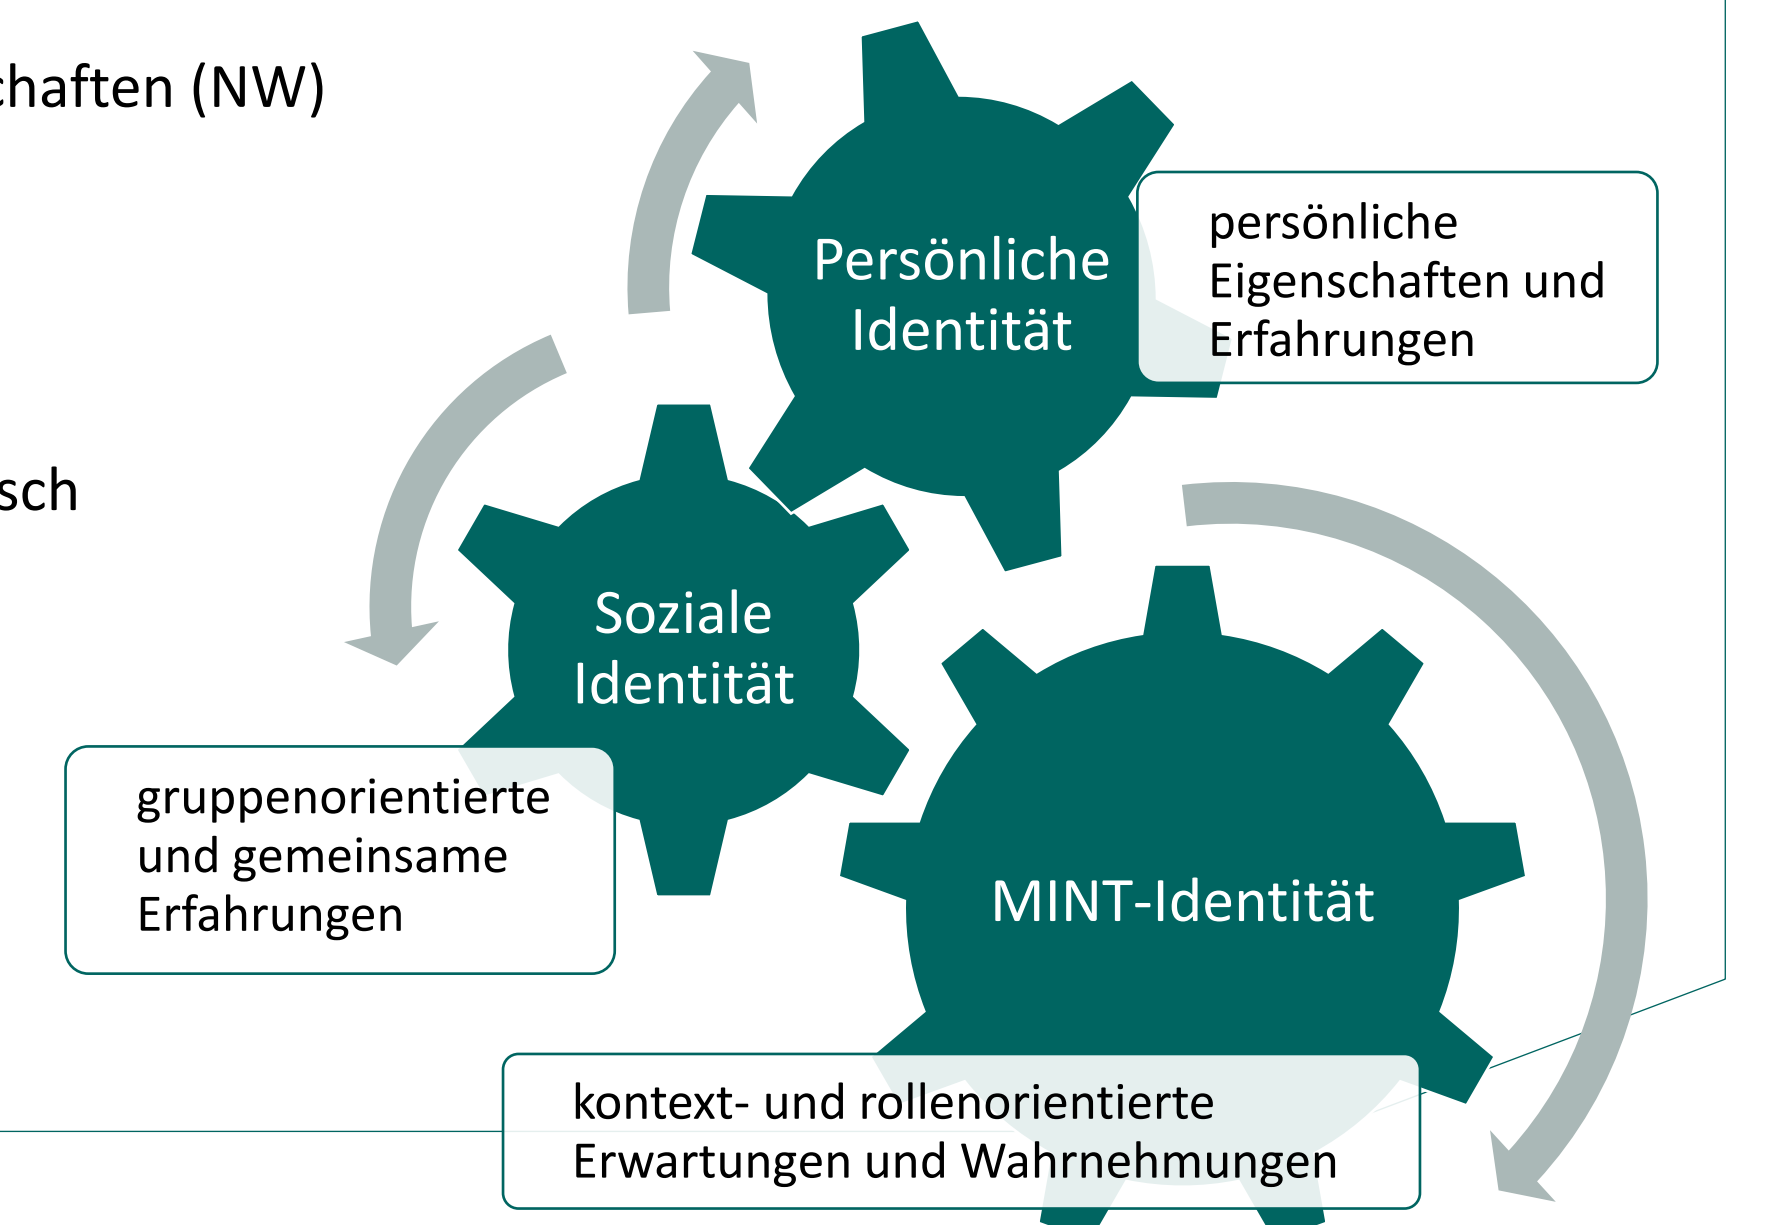 chaften (NW)
Persönliche
Identität
persönliche
Eigenschaften und
Erfahrungen
sch
Soziale
Identität
gruppenorientierte
und gemeinsame
Erfahrungen
MINT-Identität
kontext- und rollenorientierte
Erwartungen und Wahrnehmungen